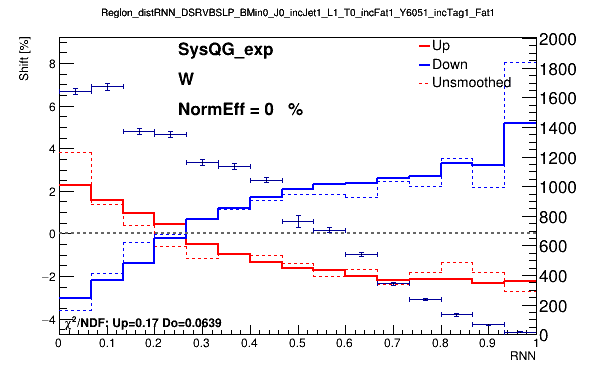 Region_distRNN_DSRVBSLP_BMin0_J0_incJet1_L1_T0_incFat1_Y6051_incTag1_Fat1
Shift [%]
SysQG_exp
W
NormEff = 0 %
Up
Down
Unsmoothed
8
6
4
2
0
−2
−4
2000
1800
1600
1400
1200
1000
800
600
400
200
0
χ²/NDF: Up=0.17 Do=0.0639
0 0.1 0.2 0.3 0.4 0.5 0.6 0.7 0.8 0.9 1
RNN